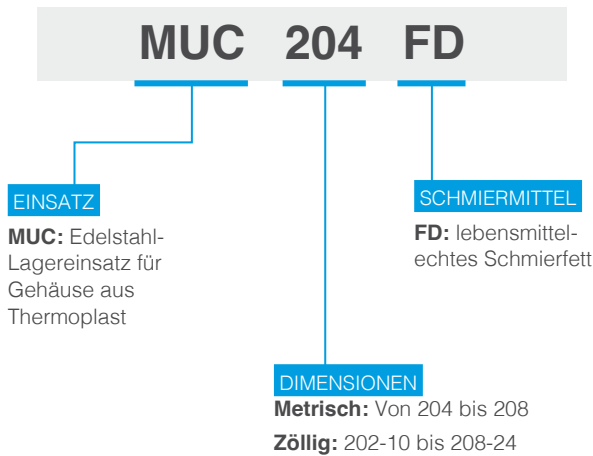 MUC 204 FD
EINSATZ
MUC: Edelstahl-
Lagereinsatz für
Gehäuse aus
Thermoplast
SCHMIERMITTEL
FD: lebensmittel-
echtes Schmierfett
DIMENSIONEN
Metrisch: Von 204 bis 208
Zöllig: 202-10 bis 208-24